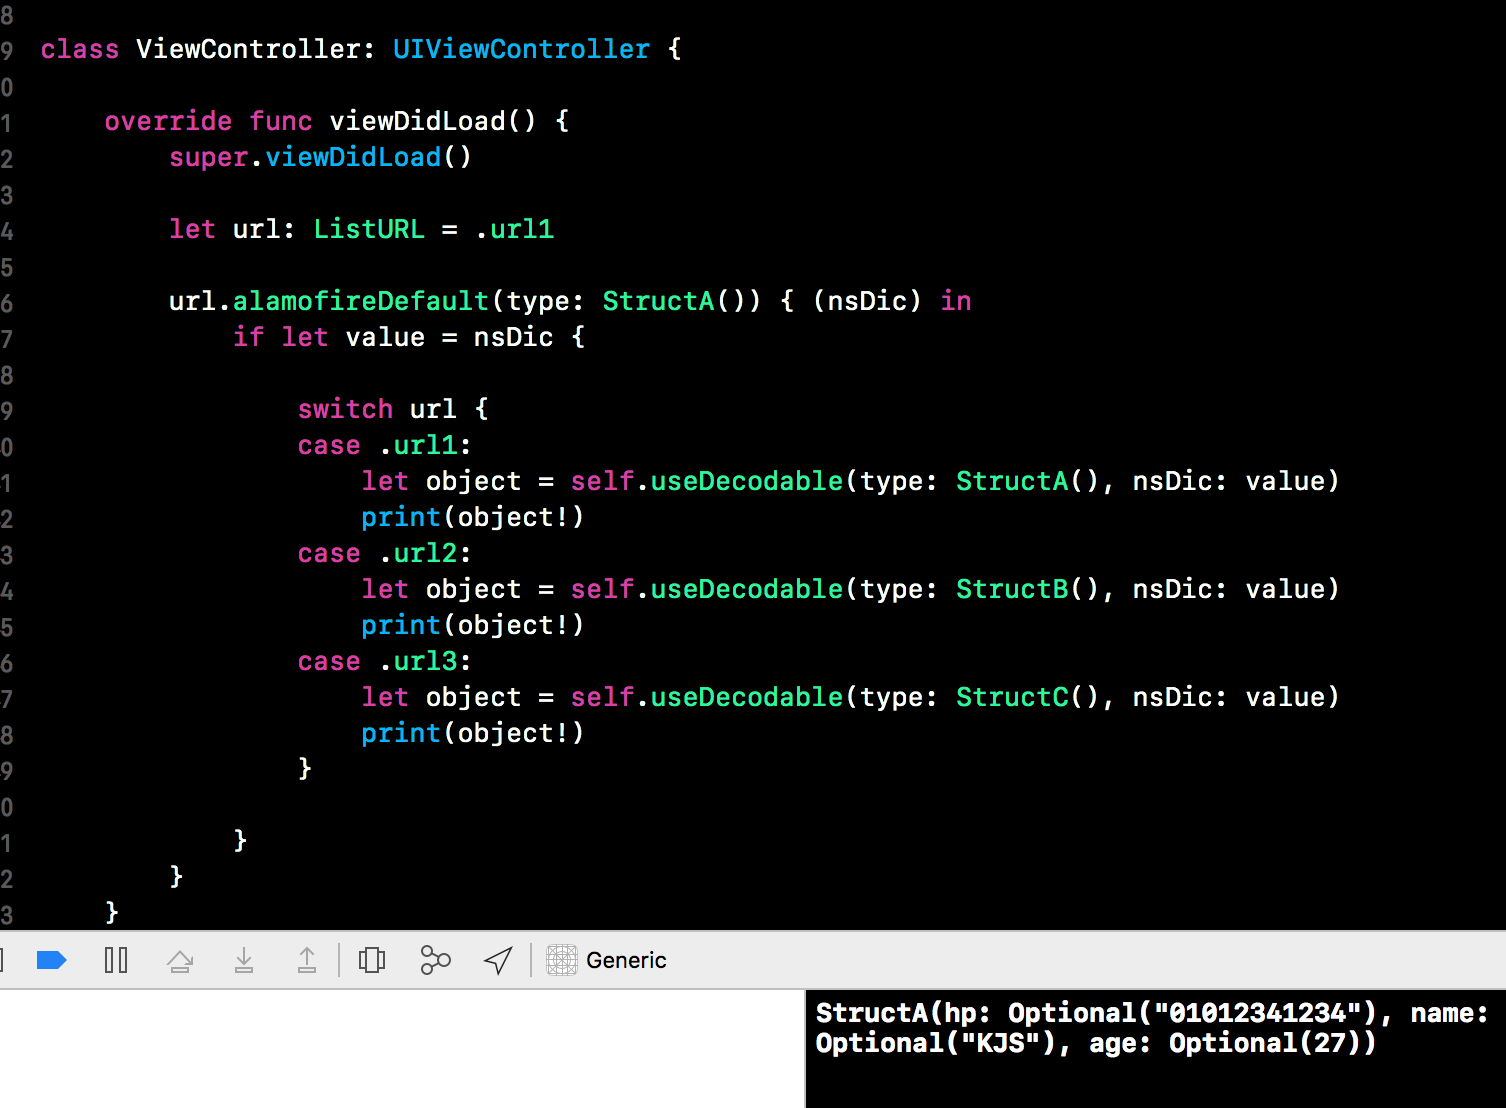 8
9 class ViewController: UIViewController {
0
1 override func viewDidLoad() {
2 super.viewDidLoad()
3
4 let url: ListURL = .url1
5
6 url.alamofireDefault(type: StructA()) { (nsDic) in
7 if let value = nsDic {
8
9 switch url {
0 case .url1:
1 let object = self.useDecodable(type: StructA(), nsDic: value)
2 print(object!)
3 case .url2:
4 let object = self.useDecodable(type: StructB(), nsDic: value)
5 print(object!)
6 case .url3:
7 let object = self.useDecodable(type: StructC(), nsDic: value)
8 print(object!)
9 }
0
1 }
2 }
3 }
Generic
StructA(hp: Optional("01012341234"), name:
Optional("KJS"), age: Optional(27))